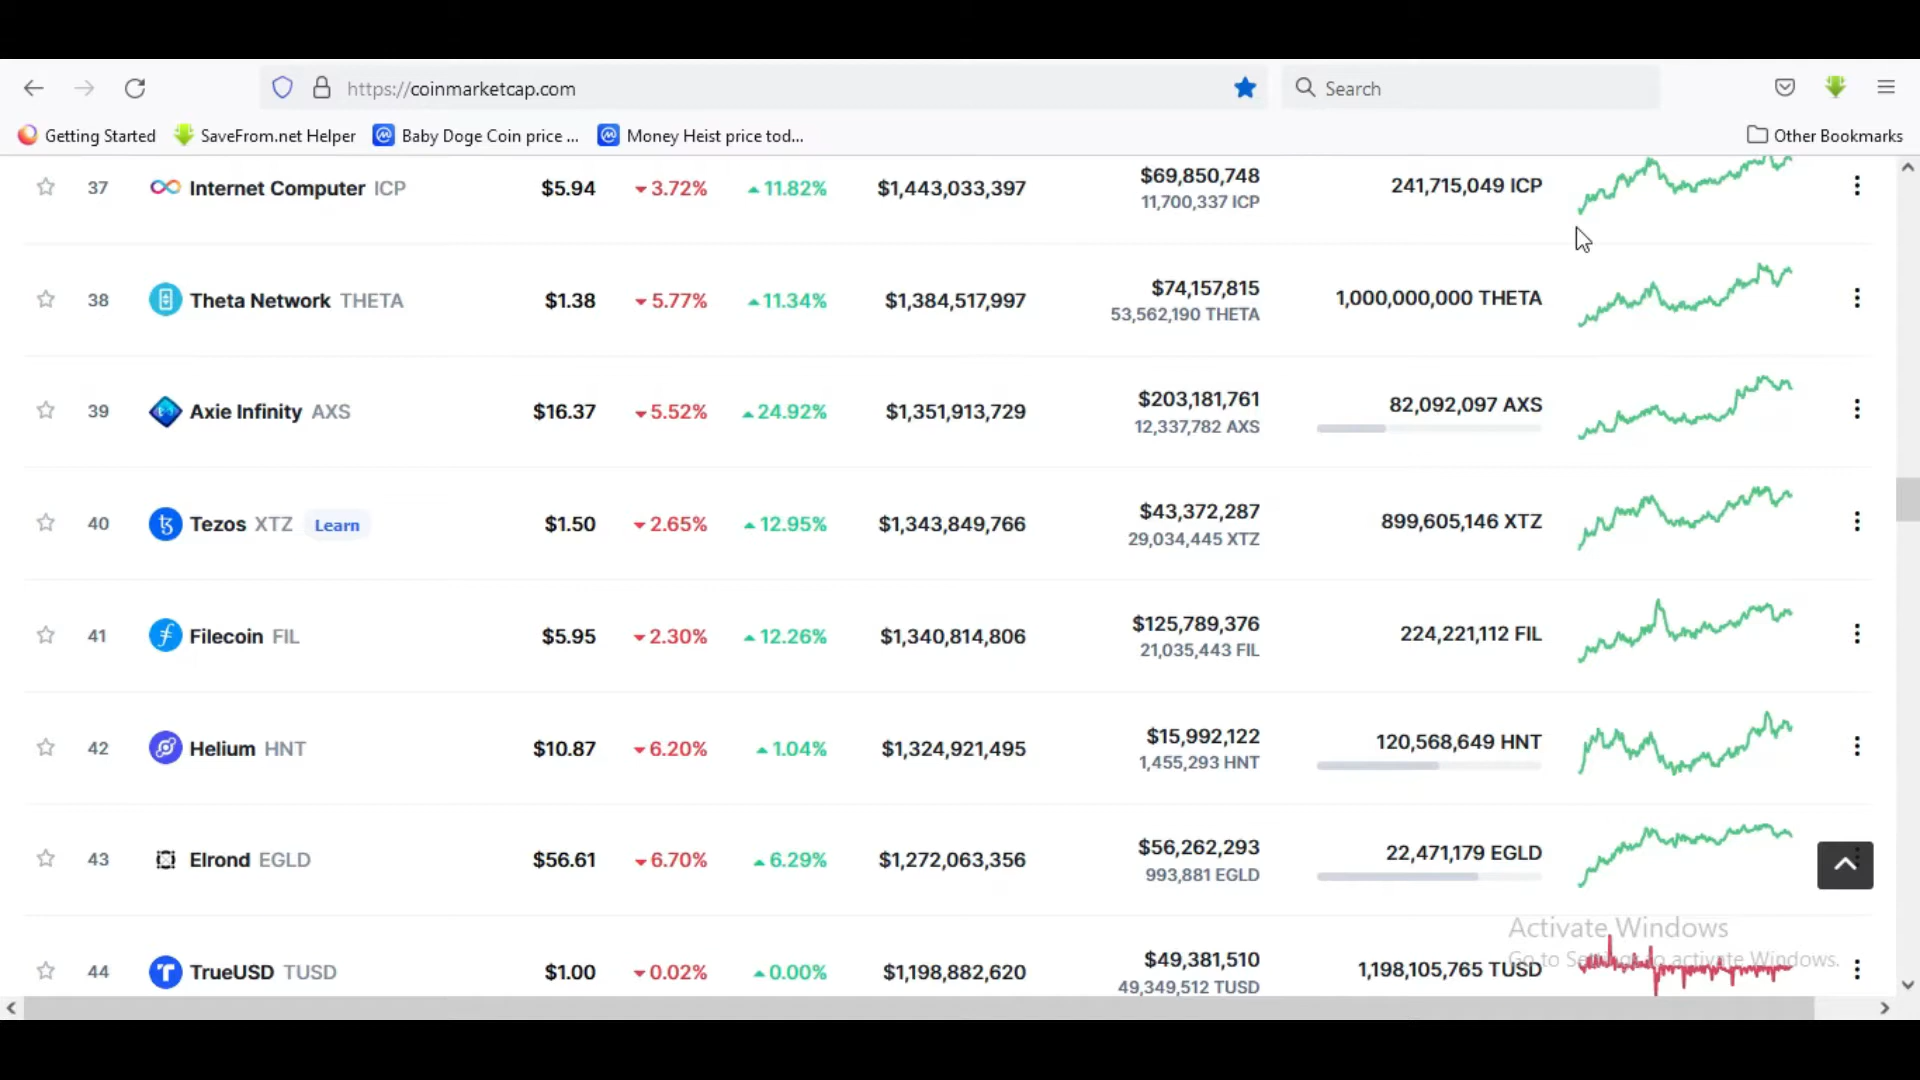 https://coinmarketcap.com
Search
Getting Started
SaveFrom.net Helper
Baby Doge Coin price ...
Money Heist price tod...
Other Bookmarks
37 Internet Computer ICP $5.94 3.72% 11.82% $1,443,033,397 $69,850,748 241,715,049 ICP
11,700,337 ICP
38 Theta Network THETA $1.38 5.77% 11.34% $1,384,517,997 $74,157,815 1,000,000,000 THETA
53,562,190 THETA
39 Axie Infinity AXS $16.37 5.52% 24.92% $1,351,913,729 $203,181,761 82,092,097 AXS
12,337,782 AXS
40 Tezos XTZ Learn $1.50 2.65% 12.95% $1,343,849,766 $43,372,287 899,605,146 XTZ
29,034,445 XTZ
41 Filecoin FIL $5.95 2.30% 12.26% $1,340,814,806 $125,789,376 224,221,112 FIL
21,035,443 FIL
42 Helium HNT $10.87 6.20% 1.04% $1,324,921,495 $15,992,122 120,568,649 HNT
1,455,293 HNT
43 Elrond EGLD $56.61 6.70% 6.29% $1,272,063,356 $56,262,293 22,471,179 EGLD
993,881 EGLD
Activate Windows
Go to Settings to activate Windows.
44 TrueUSD TUSD $1.00 0.02% 0.00% $1,198,882,620 $49,381,510 1,198,105,765 TUSD
49,349,512 TUSD